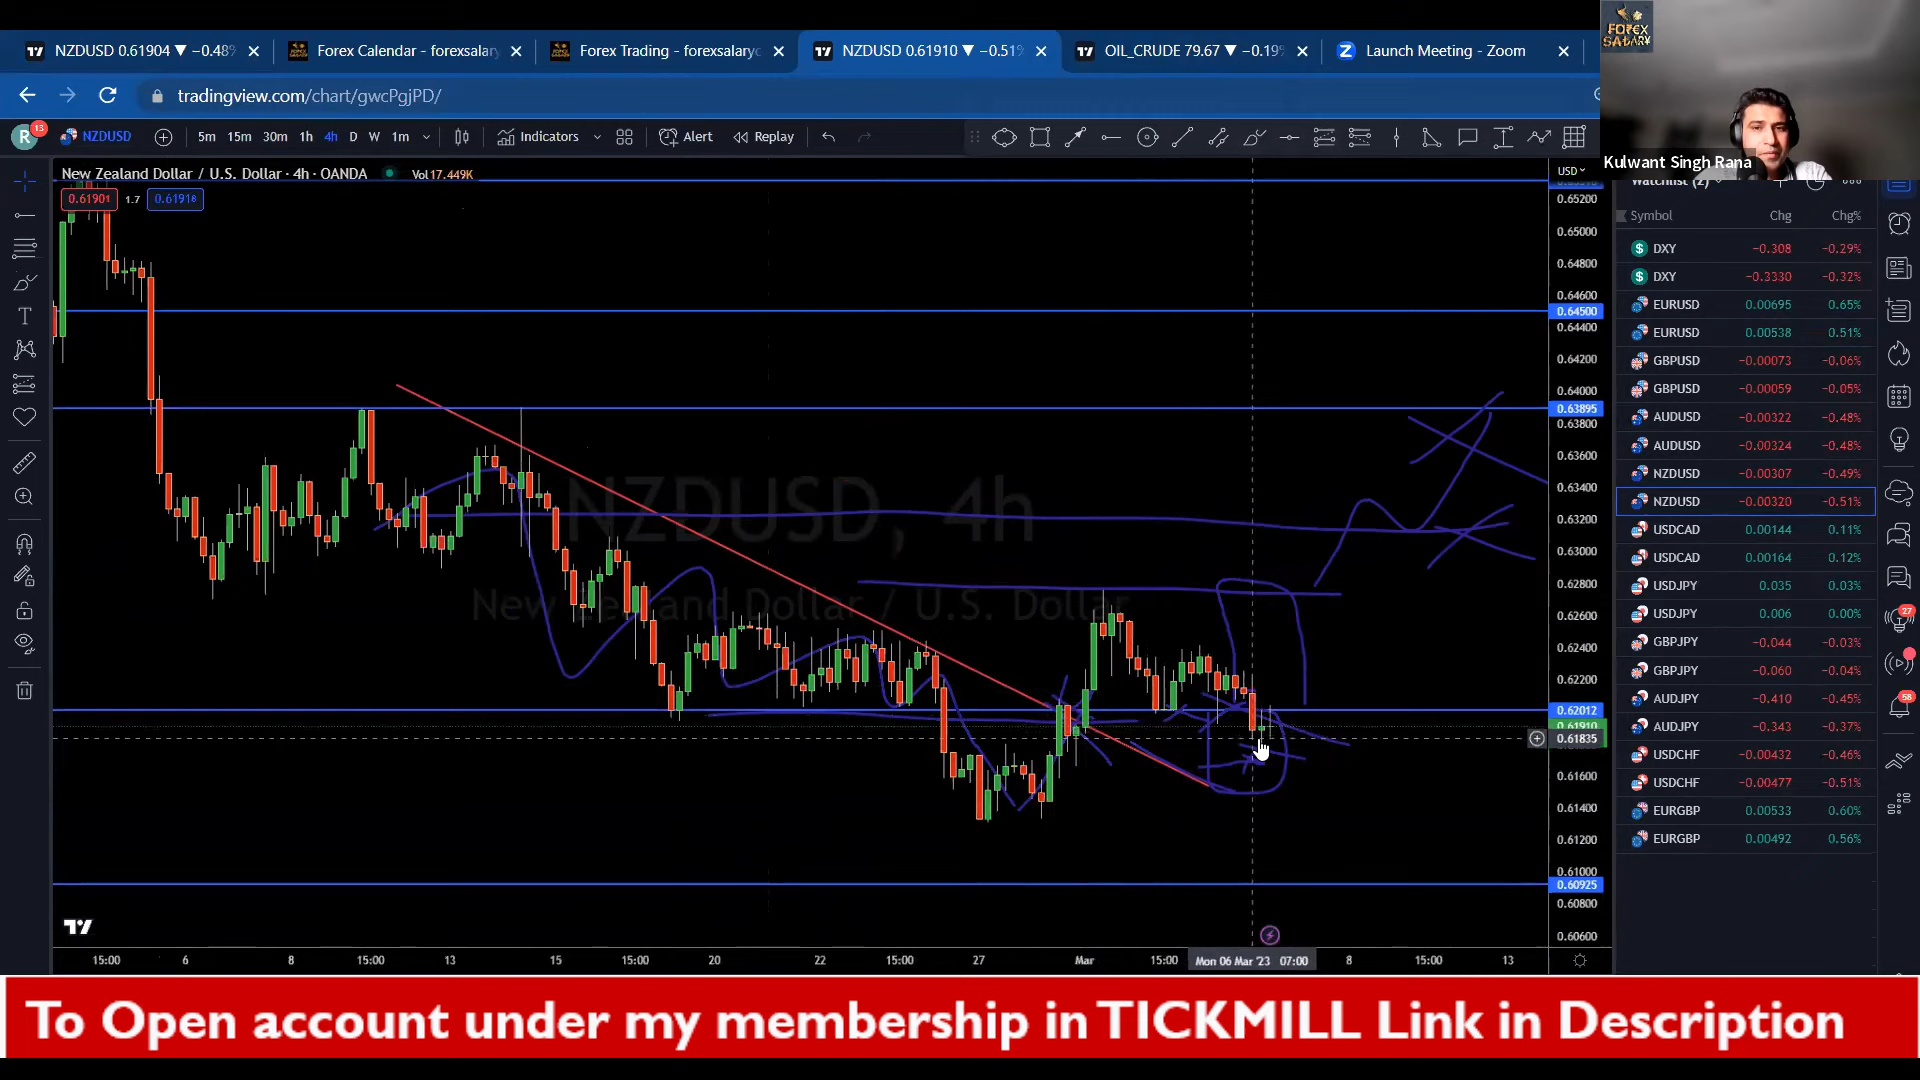 NZDUSD 0.61904 ▼ −0.48%
Forex Calendar - forexsalary
Forex Trading - forexsalaryc
NZDUSD 0.61910 ▼ −0.51%
OIL_CRUDE 79.67 ▼ −0.19%
Launch Meeting - Zoom
FOREX
SALARY
tradingview.com/chart/gwcPgjPD/
R
13
NZDUSD
5m 15m 30m 1h 4h D W 1m
Indicators
Alert
Replay
Kulwant Singh Rana
New Zealand Dollar / U.S. Dollar · 4h · OANDA
Vol 17.449K
0.61901 1.7 0.61918
USD
Watchlist (2)
Symbol Chg Chg%
DXY −0.308 −0.29%
DXY −0.3330 −0.32%
EURUSD 0.00695 0.65%
EURUSD 0.00538 0.51%
GBPUSD −0.00073 −0.06%
GBPUSD −0.00059 −0.05%
AUDUSD −0.00322 −0.48%
AUDUSD −0.00324 −0.48%
NZDUSD −0.00307 −0.49%
NZDUSD −0.00320 −0.51%
USDCAD 0.00144 0.11%
USDCAD 0.00164 0.12%
USDJPY 0.035 0.03%
USDJPY 0.006 0.00%
GBPJPY −0.044 −0.03%
GBPJPY −0.060 −0.04%
AUDJPY −0.410 −0.45%
AUDJPY −0.343 −0.37%
USDCHF −0.00432 −0.46%
USDCHF −0.00477 −0.51%
EURGBP 0.00533 0.60%
EURGBP 0.00492 0.56%
27
58
0.65200
0.65000
0.64800
0.64600
0.64500
0.64400
0.64200
0.64000
0.63895
0.63800
0.63600
0.63400
0.63200
0.63000
0.62800
0.62600
0.62400
0.62200
0.62012
0.61910
0.61835
0.61600
0.61400
0.61200
0.61000
0.60925
0.60800
0.60600
NZDUSD, 4h
New Zealand Dollar / U.S. Dollar
15:00 6 8 15:00 13 15 15:00 20 22 15:00 27 Mar 15:00 Mon 06 Mar '23 07:00 8 15:00 13
To Open account under my membership in TICKMILL Link in Description